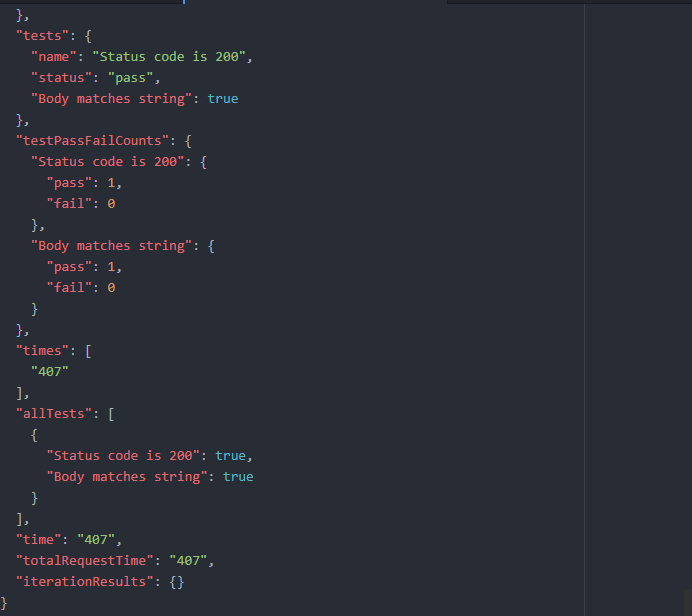 },
"tests": {
"name": "Status code is 200",
"status": "pass",
"Body matches string": true
},
"testPassFailCounts": {
"Status code is 200": {
"pass": 1,
"fail": 0
},
"Body matches string": {
"pass": 1,
"fail": 0
}
},
"times": [
"407"
],
"allTests": [
{
"Status code is 200": true,
"Body matches string": true
}
],
"time": "407",
"totalRequestTime": "407",
"iterationResults": {}
}